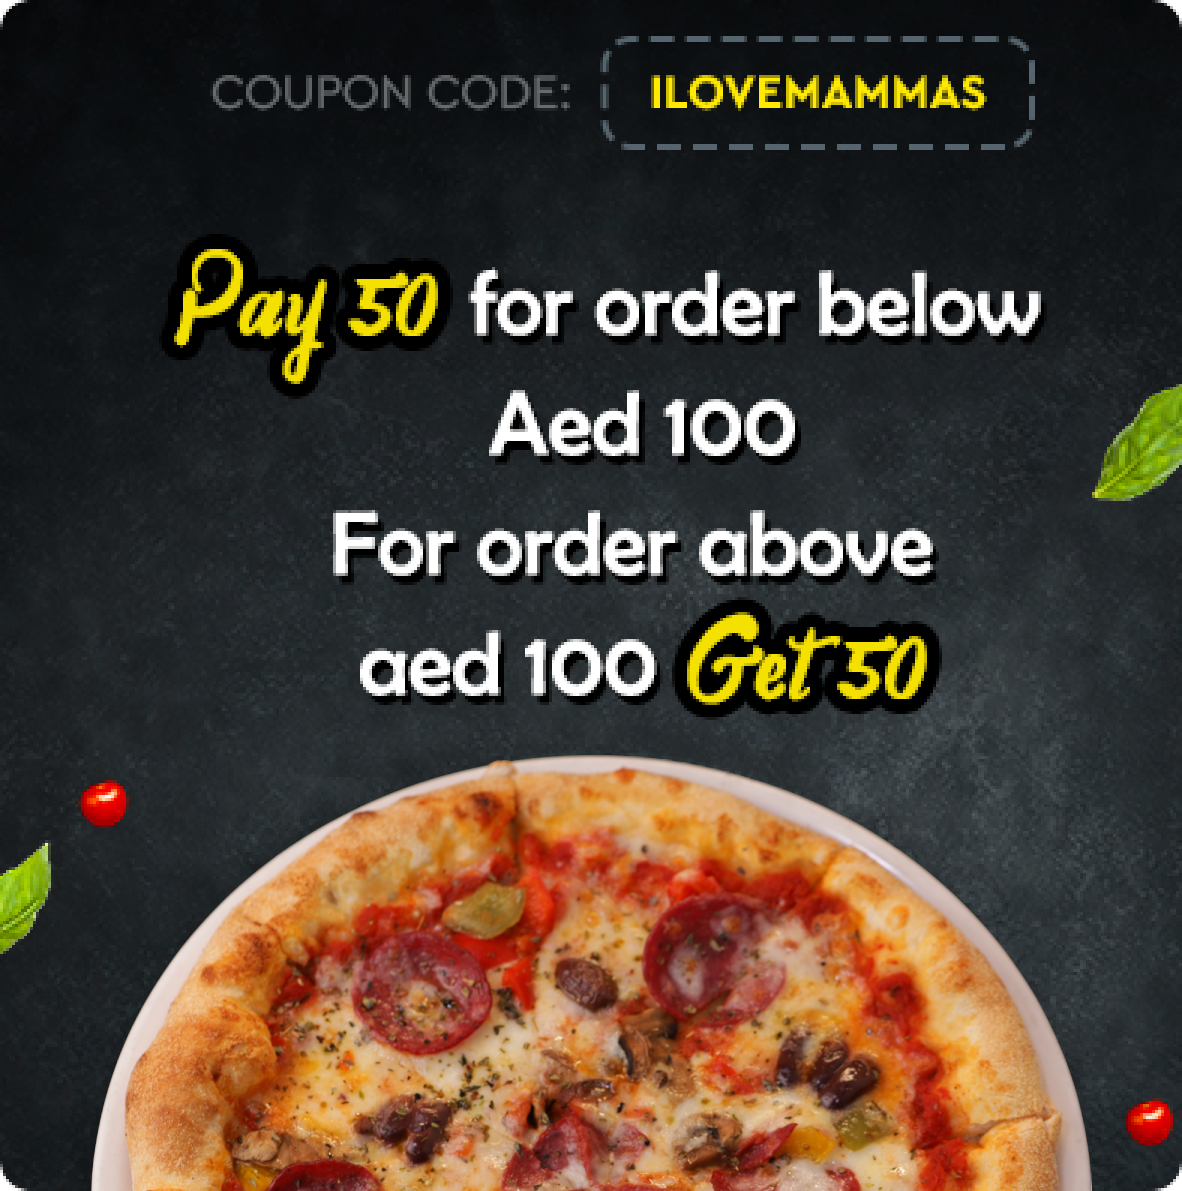 COUPON CODE: ILOVEMAMMAS
Pay 50 for order below
Aed 100
For order above
aed 100 Get 50